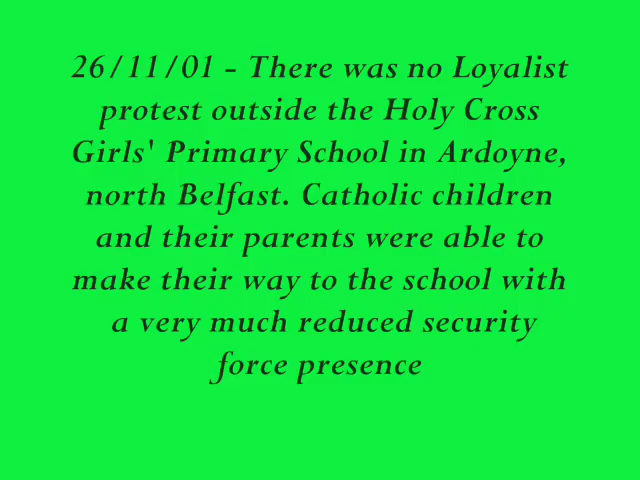 26/11/01 - There was no Loyalist
protest outside the Holy Cross
Girls' Primary School in Ardoyne,
north Belfast. Catholic children
and their parents were able to
make their way to the school with
a very much reduced security
force presence